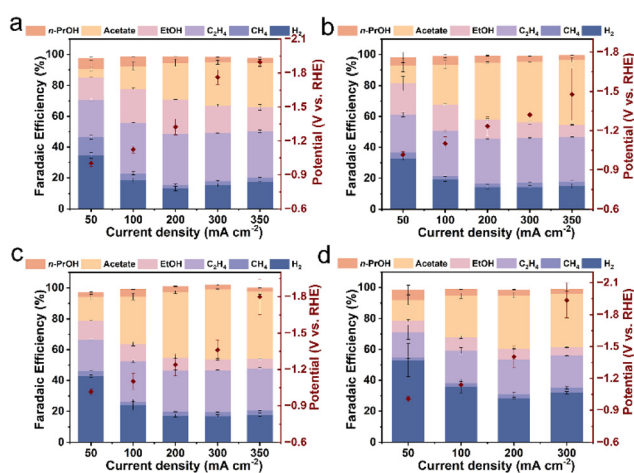 a
n-PrOH Acetate EtOH C₂H₄ CH₄ H₂
Faradaic Efficiency (%)
100
80
60
40
20
0
50 100 200 300 350
Current density (mA cm⁻²)
−2.1
−1.8
−1.5
−1.2
−0.9
−0.6
Potential (V vs. RHE)
b
n-PrOH Acetate EtOH C₂H₄ CH₄ H₂
Faradaic Efficiency (%)
100
80
60
40
20
0
50 100 200 300 350
Current density (mA cm⁻²)
−1.8
−1.5
−1.2
−0.9
−0.6
Potential (V vs. RHE)
c
n-PrOH Acetate EtOH C₂H₄ CH₄ H₂
Faradaic Efficiency (%)
100
80
60
40
20
0
50 100 200 300 350
Current density (mA cm⁻²)
−1.8
−1.5
−1.2
−0.9
−0.6
Potential (V vs. RHE)
d
n-PrOH Acetate EtOH C₂H₄ CH₄ H₂
Faradaic Efficiency (%)
100
80
60
40
20
0
50 100 200 300
Current density (mA cm⁻²)
−2.1
−1.8
−1.5
−1.2
−0.9
−0.6
Potential (V vs. RHE)